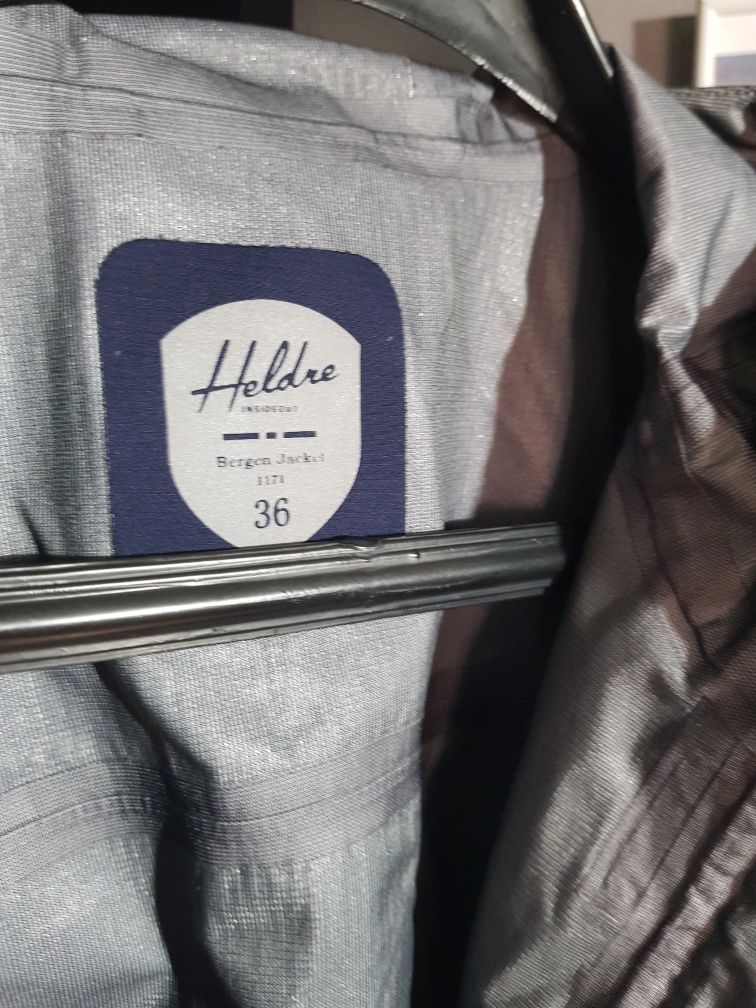 Heldre
INSIDEOUT
Bergen Jacket
1171
36